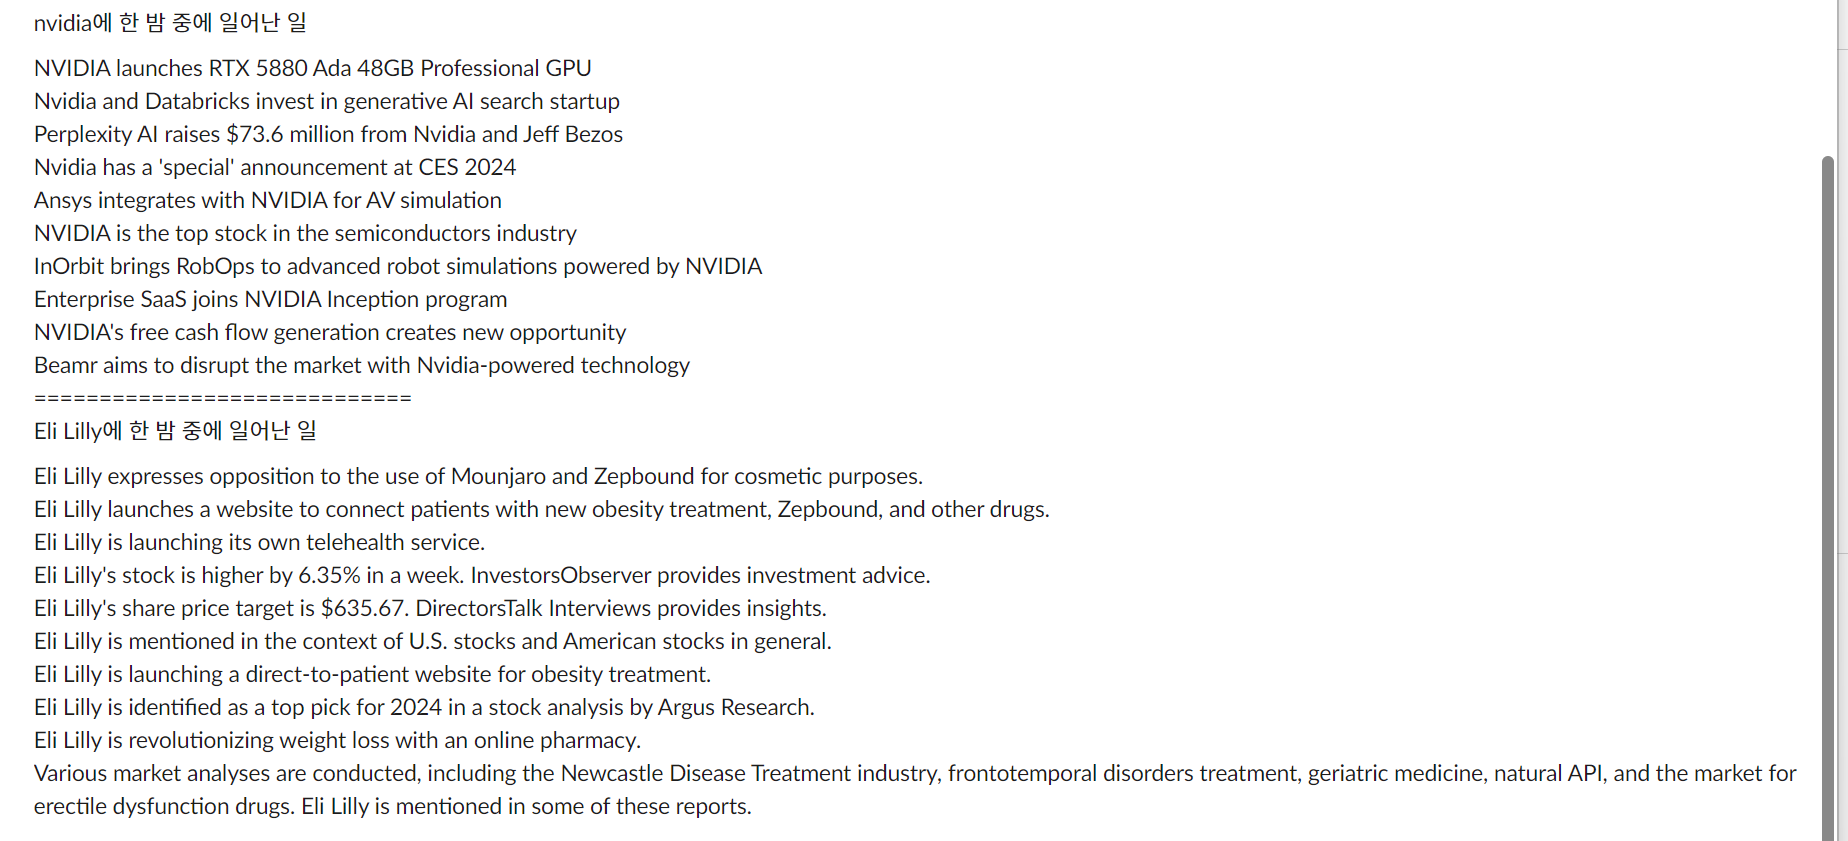 nvidia에 한 밤 중에 일어난 일
NVIDIA launches RTX 5880 Ada 48GB Professional GPU
Nvidia and Databricks invest in generative AI search startup
Perplexity AI raises $73.6 million from Nvidia and Jeff Bezos
Nvidia has a 'special' announcement at CES 2024
Ansys integrates with NVIDIA for AV simulation
NVIDIA is the top stock in the semiconductors industry
InOrbit brings RobOps to advanced robot simulations powered by NVIDIA
Enterprise SaaS joins NVIDIA Inception program
NVIDIA's free cash flow generation creates new opportunity
Beamr aims to disrupt the market with Nvidia-powered technology
=============================
Eli Lilly에 한 밤 중에 일어난 일
Eli Lilly expresses opposition to the use of Mounjaro and Zepbound for cosmetic purposes.
Eli Lilly launches a website to connect patients with new obesity treatment, Zepbound, and other drugs.
Eli Lilly is launching its own telehealth service.
Eli Lilly's stock is higher by 6.35% in a week. InvestorsObserver provides investment advice.
Eli Lilly's share price target is $635.67. DirectorsTalk Interviews provides insights.
Eli Lilly is mentioned in the context of U.S. stocks and American stocks in general.
Eli Lilly is launching a direct-to-patient website for obesity treatment.
Eli Lilly is identified as a top pick for 2024 in a stock analysis by Argus Research.
Eli Lilly is revolutionizing weight loss with an online pharmacy.
Various market analyses are conducted, including the Newcastle Disease Treatment industry, frontotemporal disorders treatment, geriatric medicine, natural API, and the market for
erectile dysfunction drugs. Eli Lilly is mentioned in some of these reports.